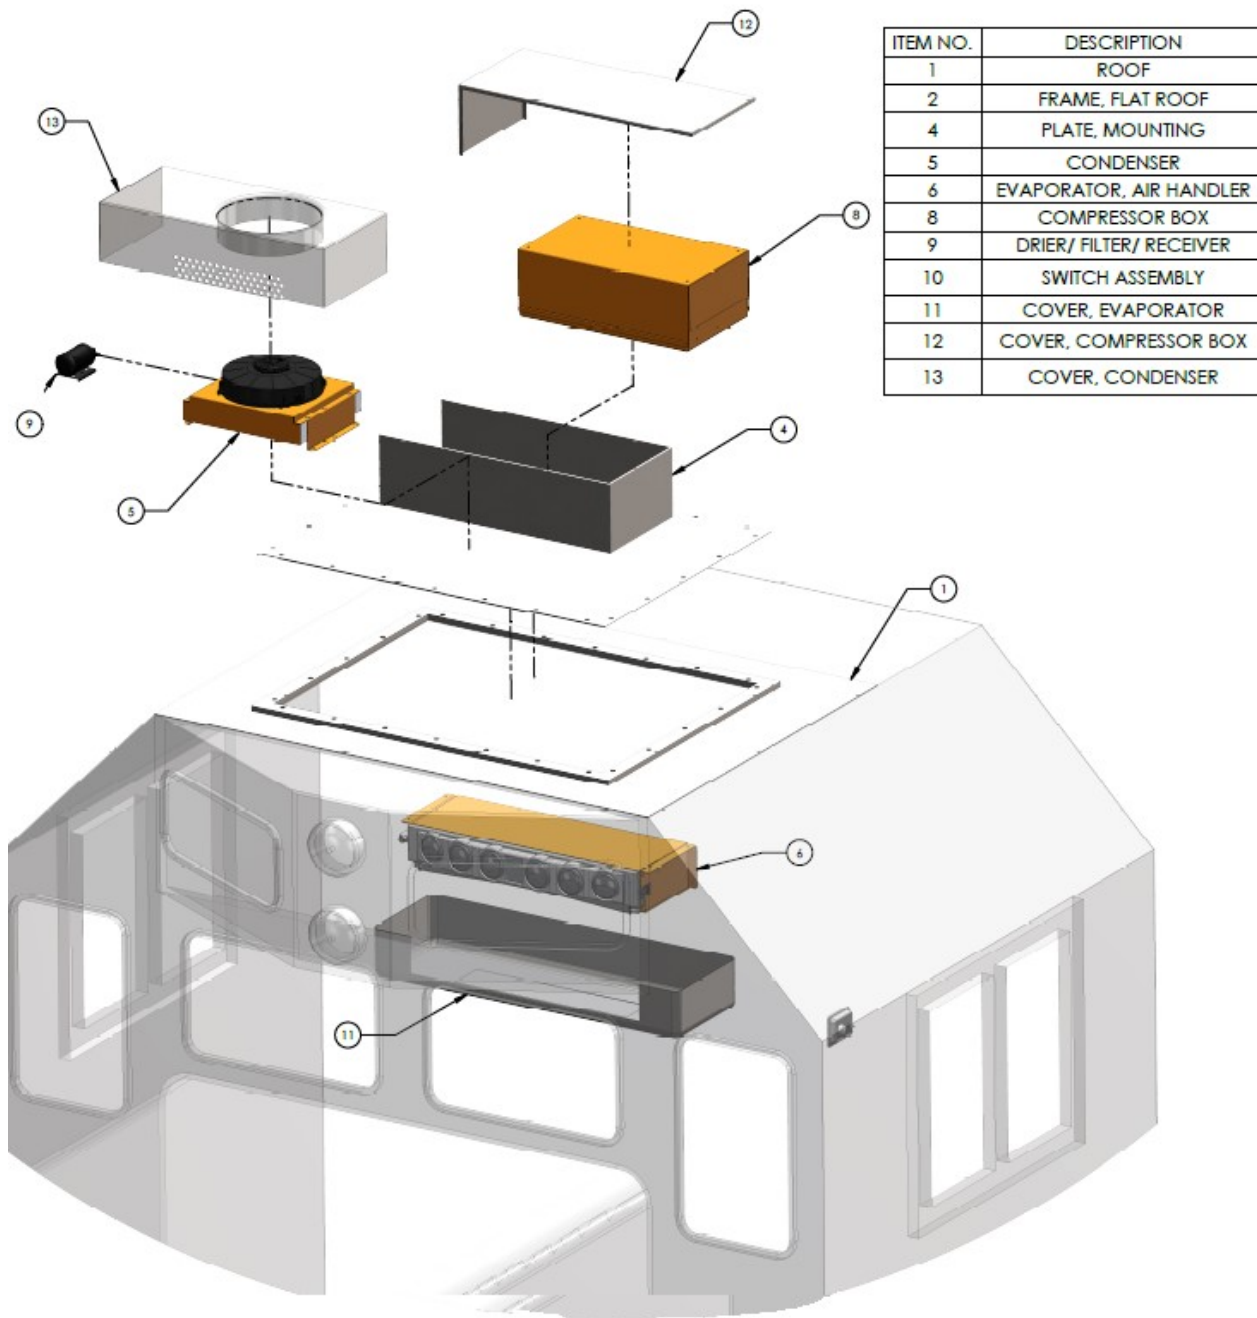 12
13
8
9
5
4
1
6
11
ITEM NO. DESCRIPTION
1 ROOF
2 FRAME, FLAT ROOF
4 PLATE, MOUNTING
5 CONDENSER
6 EVAPORATOR, AIR HANDLER
8 COMPRESSOR BOX
9 DRIER/ FILTER/ RECEIVER
10 SWITCH ASSEMBLY
11 COVER, EVAPORATOR
12 COVER, COMPRESSOR BOX
13 COVER, CONDENSER